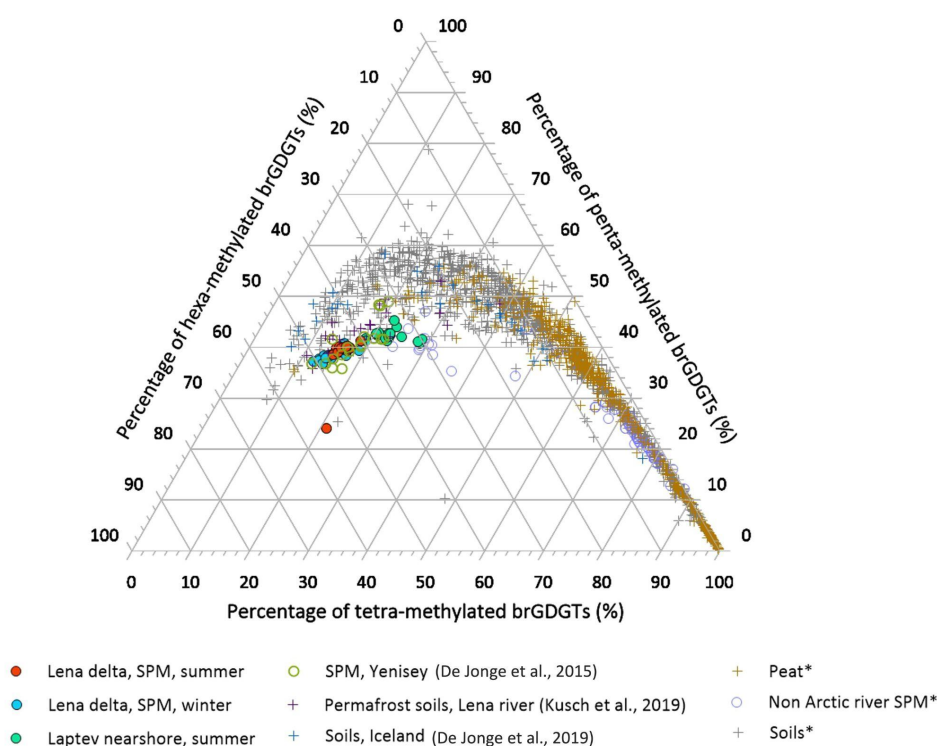 0 100
10 90
20 80
30 70
40 60
50 50
60 40
70 30
80 20
90 10
100 0
Percentage of hexa-methylated brGDGTs (%)
Percentage of penta-methylated brGDGTs (%)
0 10 20 30 40 50 60 70 80 90 100
Percentage of tetra-methylated brGDGTs (%)
Lena delta, SPM, summer
Lena delta, SPM, winter
Laptev nearshore, summer
SPM, Yenisey (De Jonge et al., 2015)
Permafrost soils, Lena river (Kusch et al., 2019)
Soils, Iceland (De Jonge et al., 2019)
Peat*
Non Arctic river SPM*
Soils*